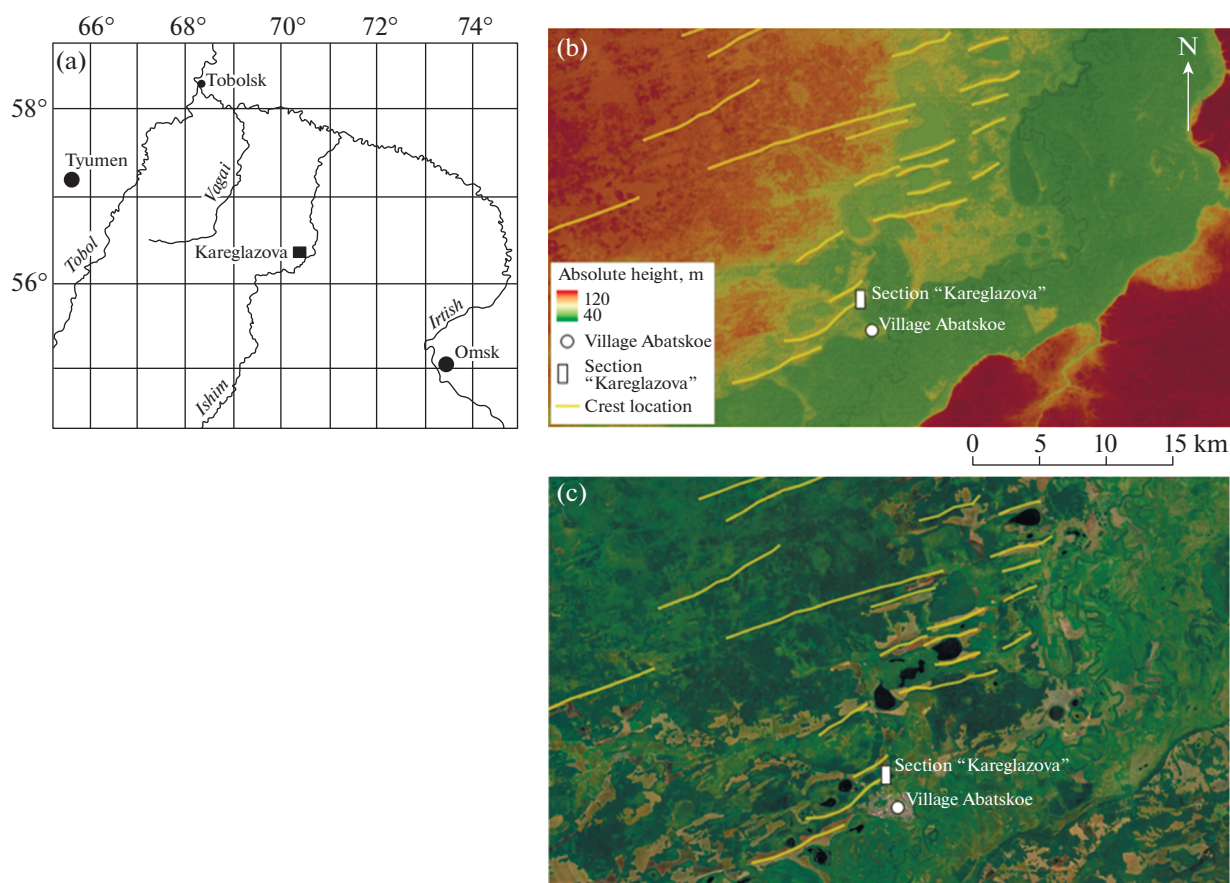 66° 68° 70° 72° 74°
(a)
Tobolsk
58°
Tyumen
Vagai
Tobol
Kareglazova
56°
Irtish
Omsk
Ishim
(b)
N
Absolute height, m
120
40
Village Abatskoe
Section
“Kareglazova”
Crest location
Section “Kareglazova”
Village Abatskoe
0 5 10 15 km
(c)
Section “Kareglazova”
Village Abatskoe